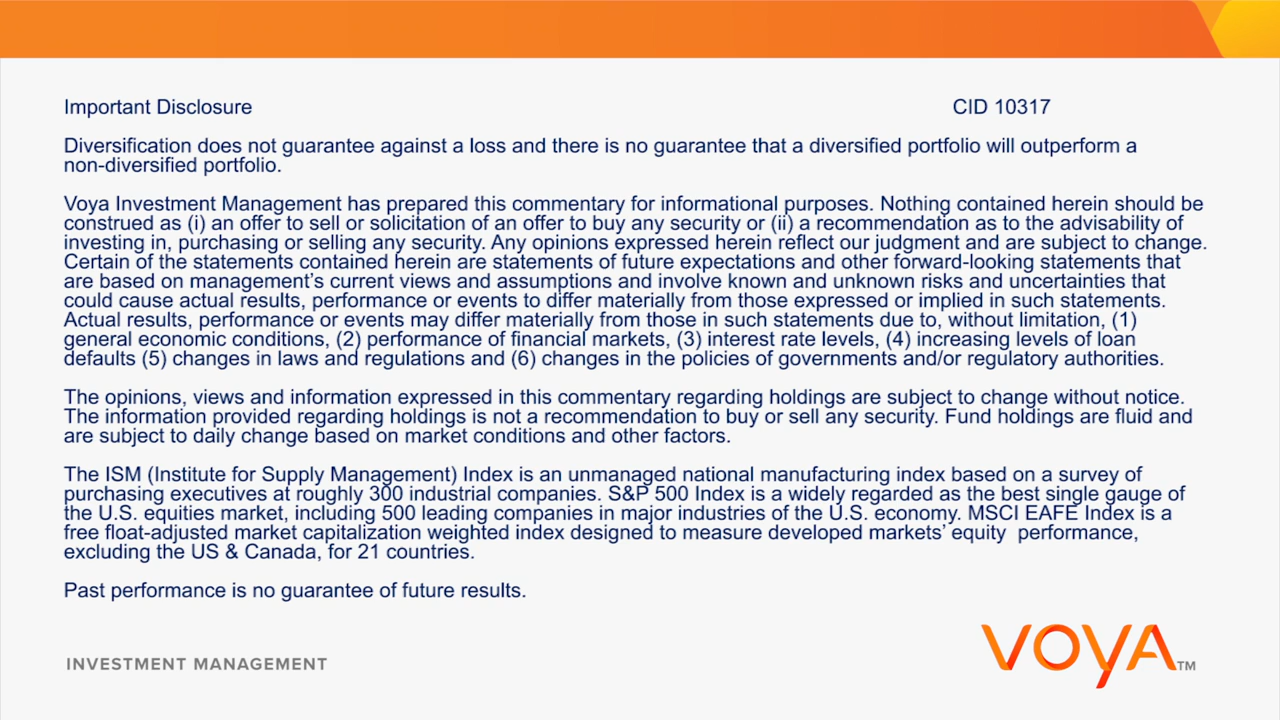 Important Disclosure CID 10317
Diversification does not guarantee against a loss and there is no guarantee that a diversified portfolio will outperform a
non-diversified portfolio.
Voya Investment Management has prepared this commentary for informational purposes. Nothing contained herein should be
construed as (i) an offer to sell or solicitation of an offer to buy any security or (ii) a recommendation as to the advisability of
investing in, purchasing or selling any security. Any opinions expressed herein reflect our judgment and are subject to change.
Certain of the statements contained herein are statements of future expectations and other forward-looking statements that
are based on management’s current views and assumptions and involve known and unknown risks and uncertainties that
could cause actual results, performance or events to differ materially from those expressed or implied in such statements.
Actual results, performance or events may differ materially from those in such statements due to, without limitation, (1)
general economic conditions, (2) performance of financial markets, (3) interest rate levels, (4) increasing levels of loan
defaults (5) changes in laws and regulations and (6) changes in the policies of governments and/or regulatory authorities.
The opinions, views and information expressed in this commentary regarding holdings are subject to change without notice.
The information provided regarding holdings is not a recommendation to buy or sell any security. Fund holdings are fluid and
are subject to daily change based on market conditions and other factors.
The ISM (Institute for Supply Management) Index is an unmanaged national manufacturing index based on a survey of
purchasing executives at roughly 300 industrial companies. S&P 500 Index is a widely regarded as the best single gauge of
the U.S. equities market, including 500 leading companies in major industries of the U.S. economy. MSCI EAFE Index is a
free float-adjusted market capitalization weighted index designed to measure developed markets’ equity  performance,
excluding the US & Canada, for 21 countries.
Past performance is no guarantee of future results.
INVESTMENT MANAGEMENT
VOYA™